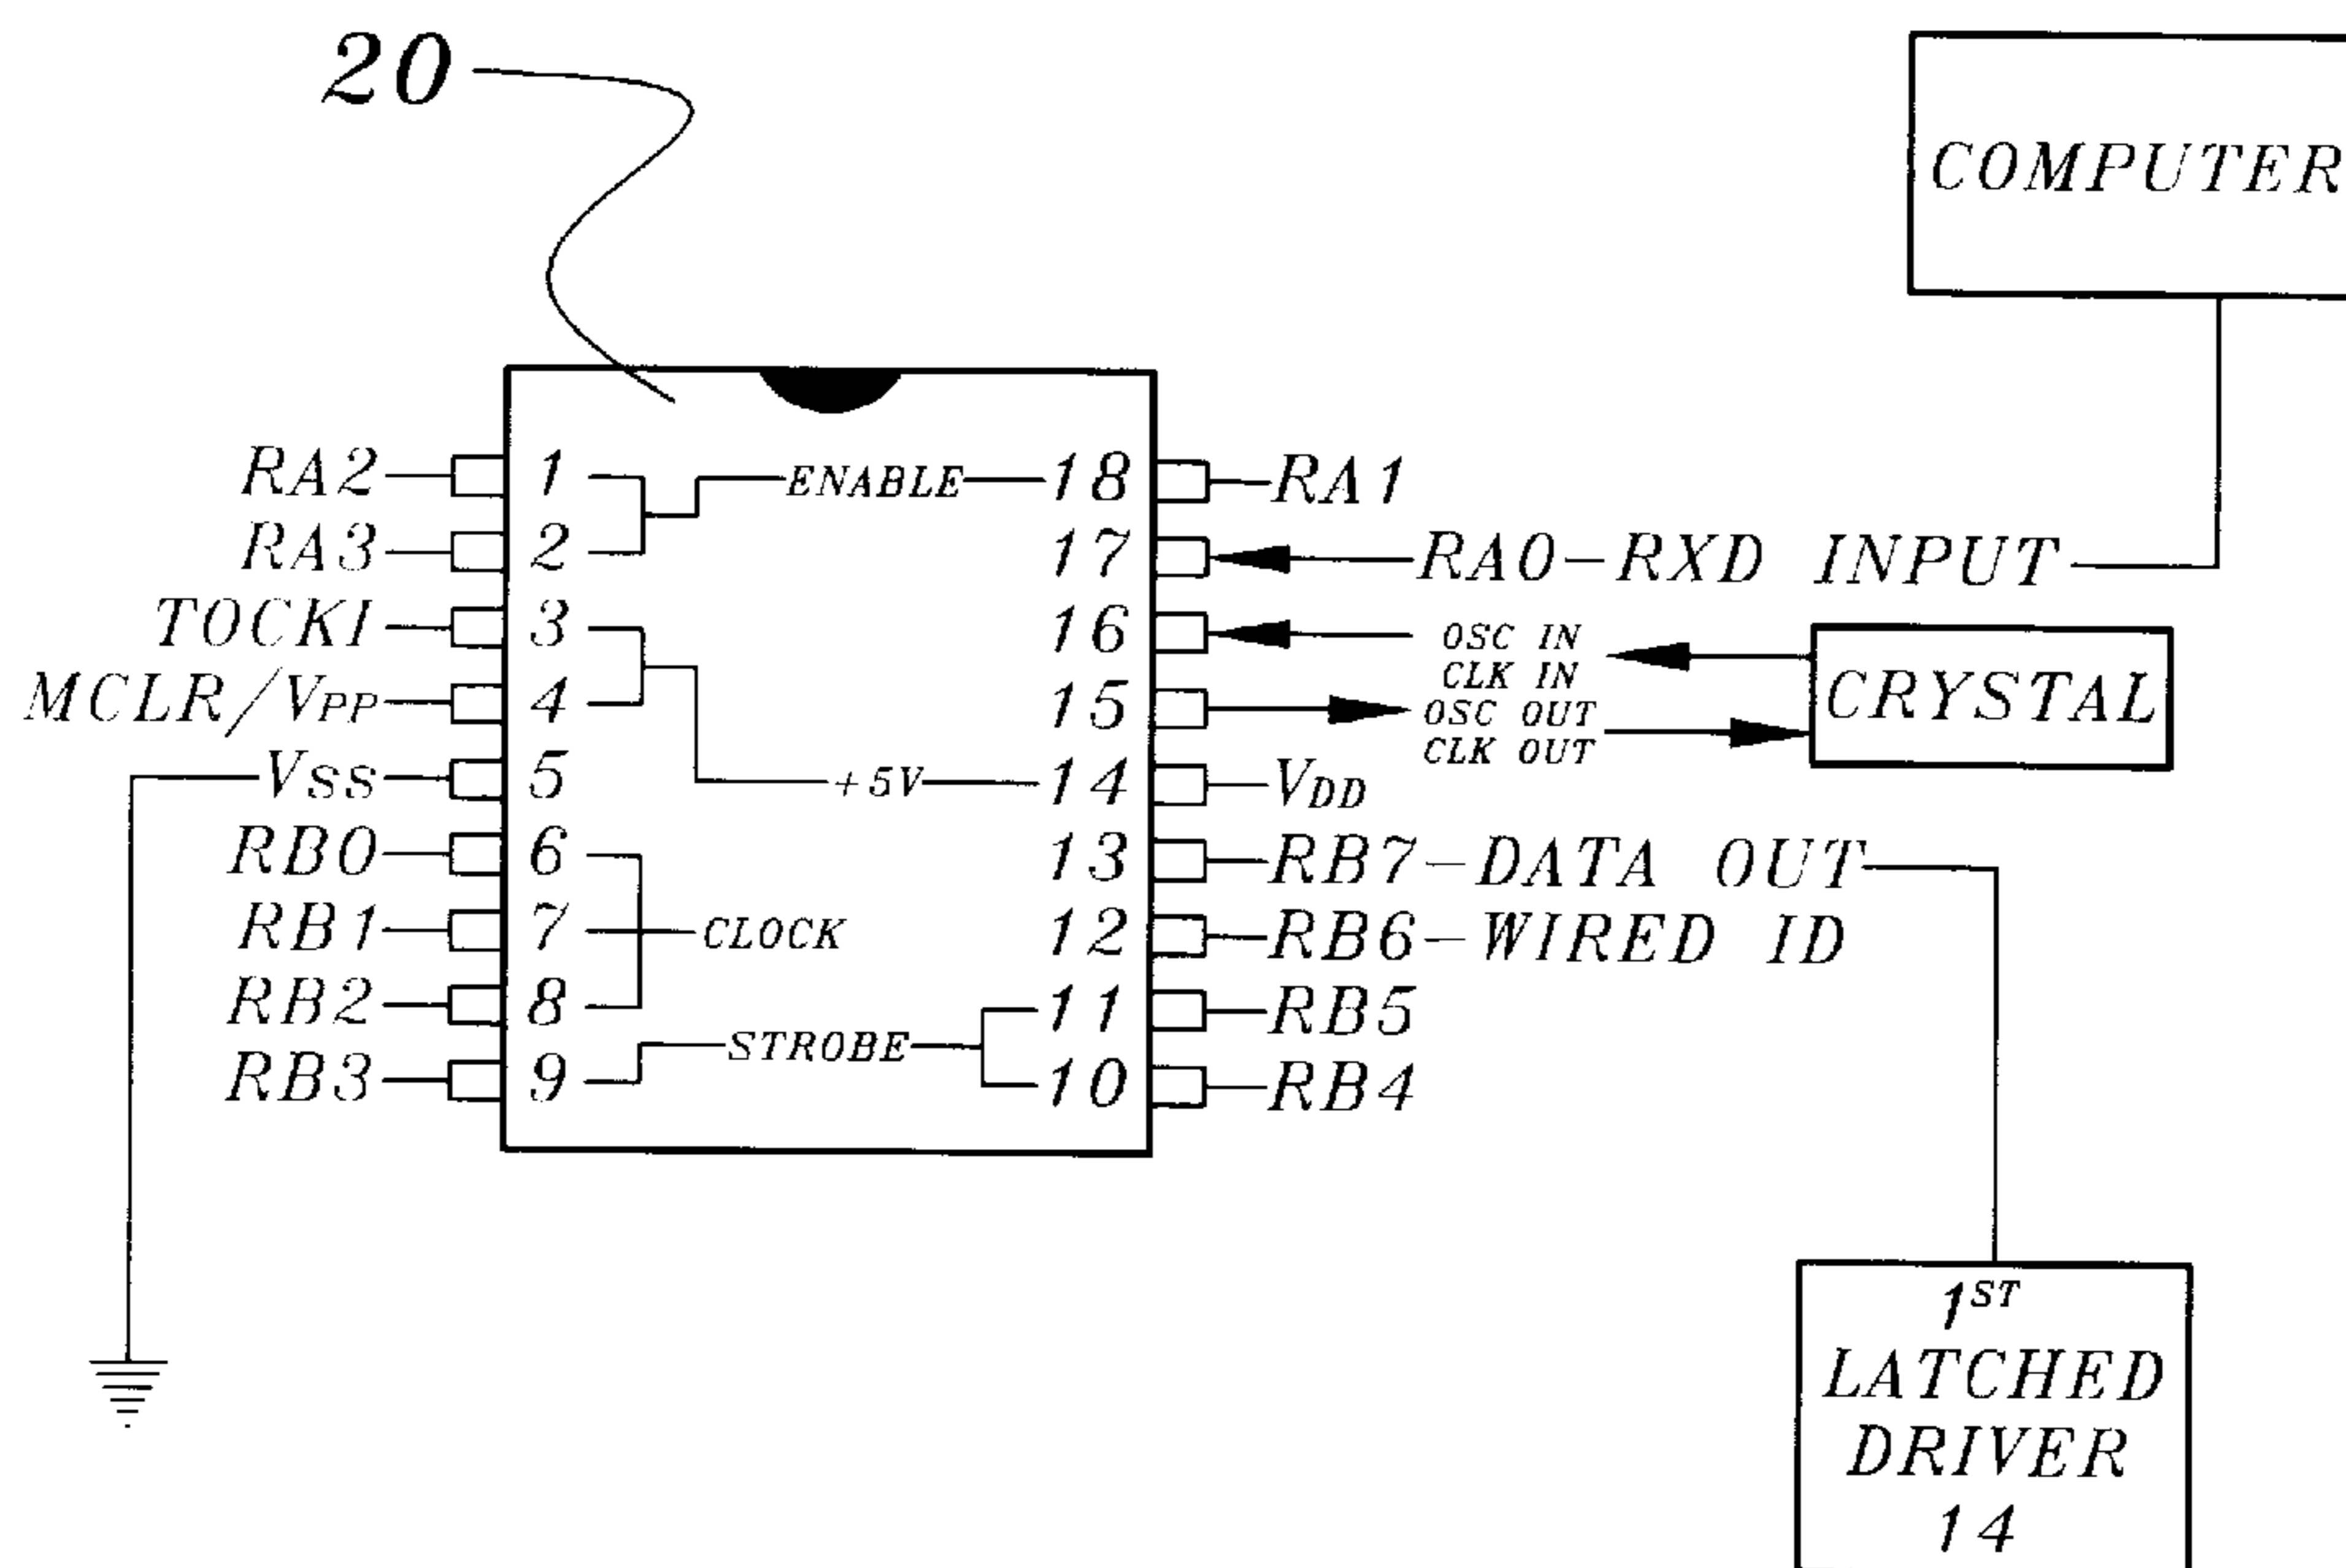 20
COMPUTER
RA2 1 ENABLE 18 RA1
RA3 2 17 RA0-RXD INPUT
TOCKI 3 16 OSC IN
CLK IN
MCLR/VPP 4 15 OSC OUT
CLK OUT
CRYSTAL
VSS 5 +5V 14 VDD
RB0 6 13 RB7-DATA OUT
RB1 7 CLOCK 12 RB6-WIRED ID
RB2 8 11 RB5
STROBE
RB3 9 10 RB4
1ST
LATCHED
DRIVER
14